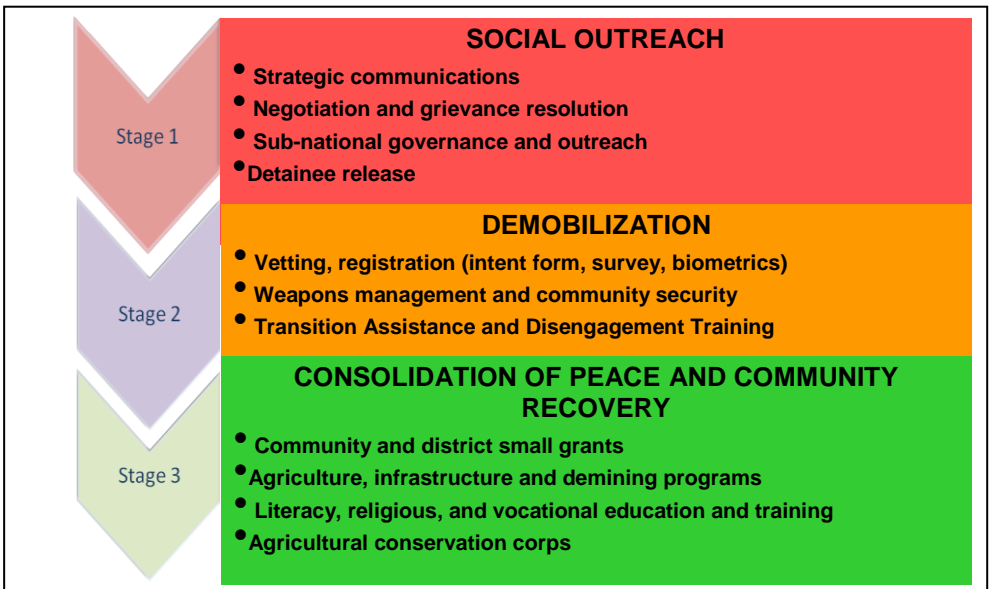 Stage 1
SOCIAL OUTREACH
• Strategic communications
• Negotiation and grievance resolution
• Sub-national governance and outreach
•Detainee release
Stage 2
DEMOBILIZATION
• Vetting, registration (intent form, survey, biometrics)
• Weapons management and community security
• Transition Assistance and Disengagement Training
Stage 3
CONSOLIDATION OF PEACE AND COMMUNITY
RECOVERY
• Community and district small grants
•Agriculture, infrastructure and demining programs
• Literacy, religious, and vocational education and training
•Agricultural conservation corps